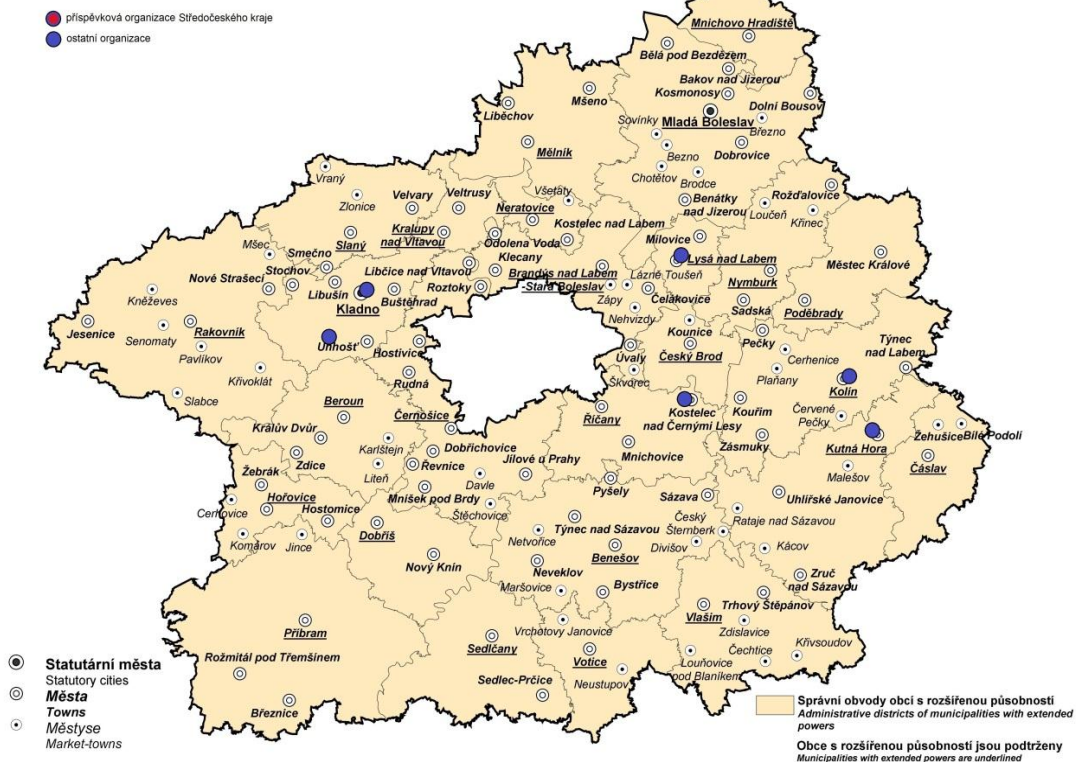 příspěvková organizace Středočeského kraje
ostatní organizace
Mnichovo Hradiště
Bělá pod Bezdězem
Bakov nad Jizerou
Kosmonosy
Mšeno
Liběchov
Dolní Bousov
Mladá Boleslav
Sovínky
Březno
Mělník
Bezno
Dobrovice
Chotětov
Brodce
Vraný
Zlonice
Velvary
Veltrusy
Všetaty
Neratovice
Benátky
nad Jizerou
Rožďalovice
Loučeň
Křinec
Kostelec nad Labem
Slaný
Kralupy
nad Vltavou
Odolena Voda
Milovice
Mšec
Smečno
Klecany
Lysá nad Labem
Městec Králové
Nové Strašecí
Stochov
Libčice nad Vltavou
Roztoky
Brandýs nad Labem
-Stará Boleslav
Lázně Toušeň
Nymburk
Kněževes
Libušín
Kladno
Buštěhrad
Zápy
Čelákovice
Sadská
Poděbrady
Nehvizdy
Jesenice
Senomaty
Rakovník
Pavlíkov
Unhošť
Hostivice
Kounice
Úvaly
Český Brod
Pečky
Týnec
nad Labem
Cerhenice
Plaňany
Křivoklát
Rudná
Škvorec
Kolín
Slabce
Beroun
Černošice
Říčany
Kostelec
nad Černými Lesy
Kouřim
Červené
Pečky
Králův Dvůr
Karlštejn
Dobřichovice
Mnichovice
Zásmuky
Kutná Hora
Žehušice
Bílé Podolí
Zdice
Liteň
Řevnice
Jílové u Prahy
Malešov
Čáslav
Žebrák
Davle
Mníšek pod Brdy
Pyšely
Sázava
Uhlířské Janovice
Hořovice
Cerhovice
Hostomice
Štěchovice
Týnec nad Sázavou
Český
Šternberk
Rataje nad Sázavou
Komárov
Jince
Dobříš
Netvořice
Benešov
Divišov
Kácov
Nový Knín
Neveklov
Maršovice
Bystřice
Zruč
nad Sázavou
Vlašim
Trhový Štěpánov
Příbram
Vrchotovy Janovice
Zdislavice
Sedlčany
Votice
Čechtice
Křivsoudov
Rožmitál pod Třemšínem
Louňovice
pod Blaníkem
Sedlec-Prčice
Neustupov
Březnice
Statutární města
Statutory cities
Města
Towns
Městyse
Market-towns
Správní obvody obcí s rozšířenou působností
Administrative districts of municipalities with extended
powers
Obce s rozšířenou působností jsou podtrženy
Municipalities with extended powers are underlined